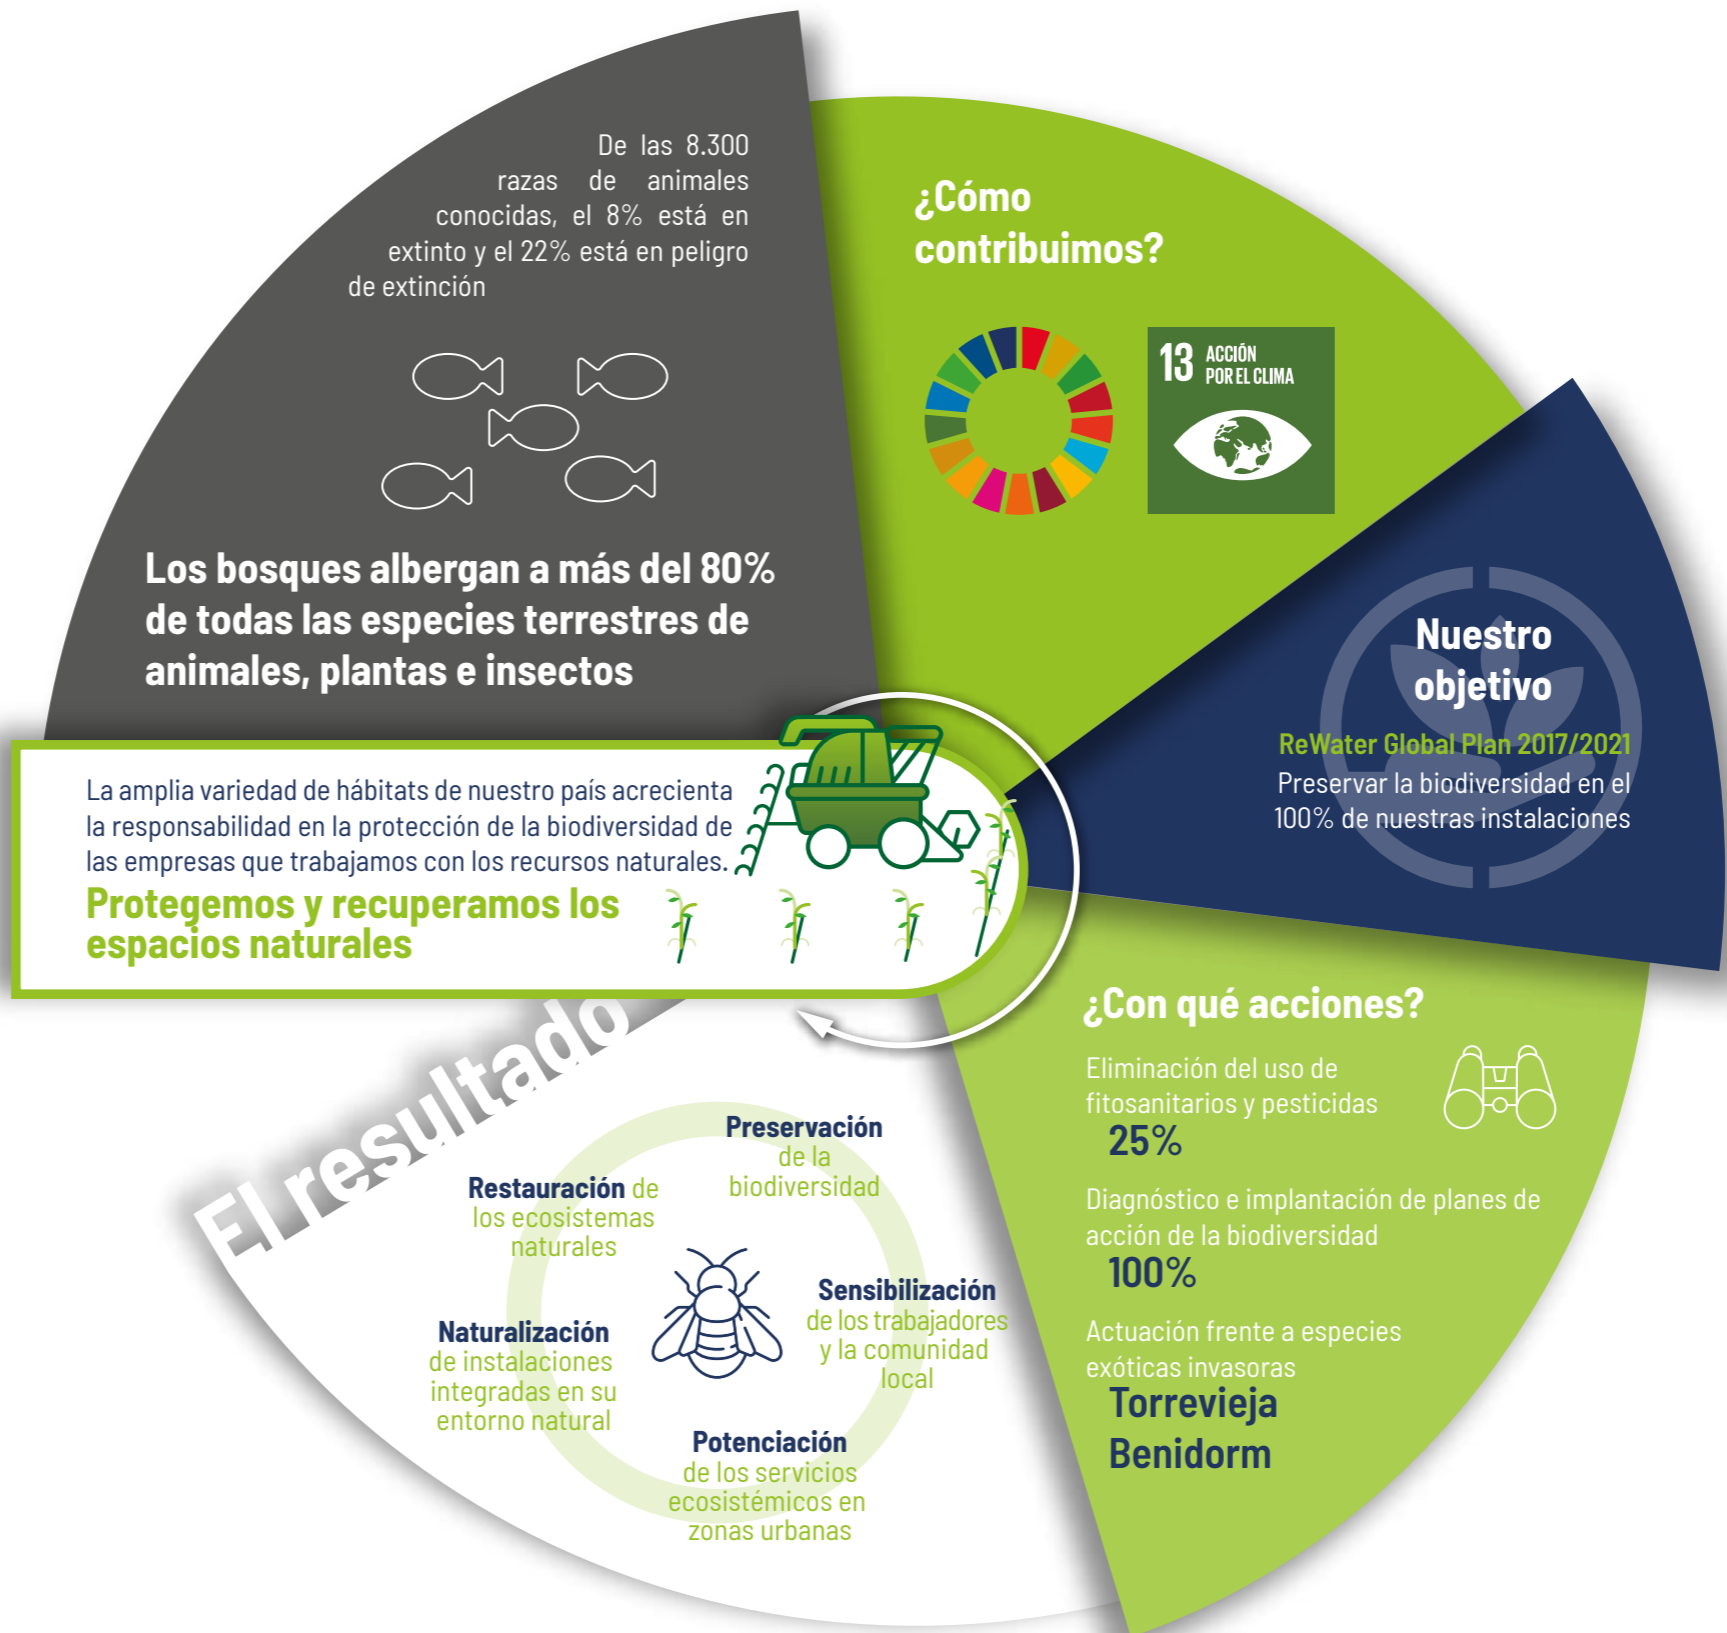 De las 8.300
razas de animales
conocidas, el 8% está en
extinto y el 22% está en peligro
de extinción
Los bosques albergan a más del 80%
de todas las especies terrestres de
animales, plantas e insectos
¿Cómo
contribuimos?
13 ACCIÓN
POR EL CLIMA
Nuestro
objetivo
ReWater Global Plan 2017/2021
Preservar la biodiversidad en el
100% de nuestras instalaciones
La amplia variedad de hábitats de nuestro país acrecienta
la responsabilidad en la protección de la biodiversidad de
las empresas que trabajamos con los recursos naturales.
Protegemos y recuperamos los
espacios naturales
¿Con qué acciones?
Eliminación del uso de
fitosanitarios y pesticidas
25%
Diagnóstico e implantación de planes de
acción de la biodiversidad
100%
Actuación frente a especies
exóticas invasoras
Torrevieja
Benidorm
El resultado
Preservación
de la
biodiversidad
Restauración de
los ecosistemas
naturales
Sensibilización
de los trabajadores
y la comunidad
local
Naturalización
de instalaciones
integradas en su
entorno natural
Potenciación
de los servicios
ecosistémicos en
zonas urbanas